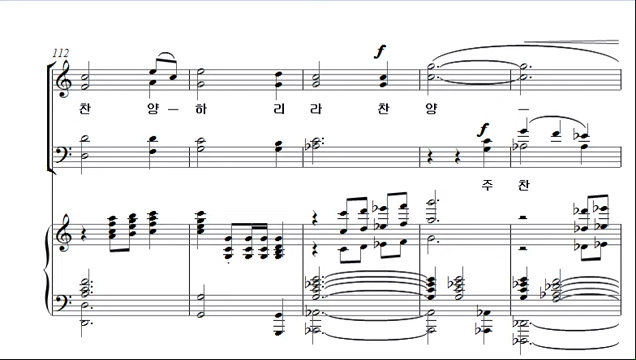 112
f
찬 양 – 하 리 라 찬 양 –
f
주 찬